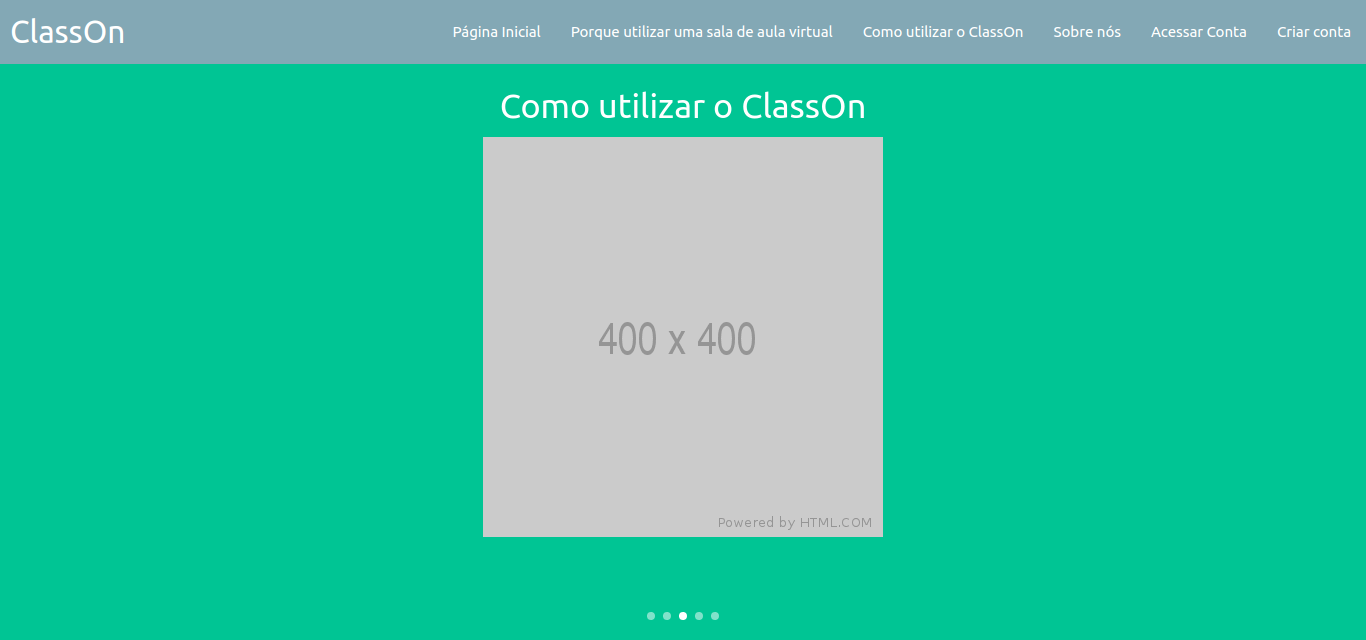 ClassOn
Página Inicial
Porque utilizar uma sala de aula virtual
Como utilizar o ClassOn
Sobre nós
Acessar Conta
Criar conta
Como utilizar o ClassOn
400 x 400
Powered by HTML.COM